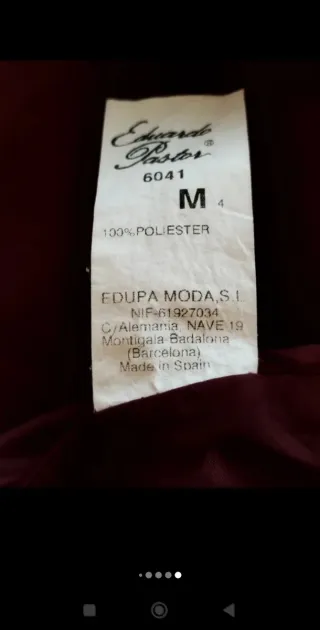 Eduardo
Pastor®
6041
M 4
100% POLIESTER
EDUPA MODA,S.L
NIF-61927034
C/Alemania, NAVE 19
Montigala-Badalona
(Barcelona)
Made in Spain